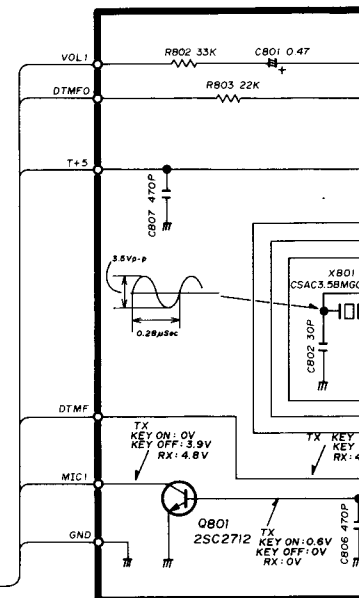 VOL1
R802 33K
C801 0.47
+
DTMFO
R803 22K
T+5
C807 470P
3.5Vp-p
0.28µSec
X801
CSAC3.58MGC
C802 30P
DTMF
TX
KEY ON: 0V
KEY OFF: 3.9V
RX: 4.8V
TX KEY
KEY
RX: 4
MIC1
Q801
2SC2712
TX
KEY ON: 0.6V
KEY OFF: 0V
RX: 0V
C806 470P
GND